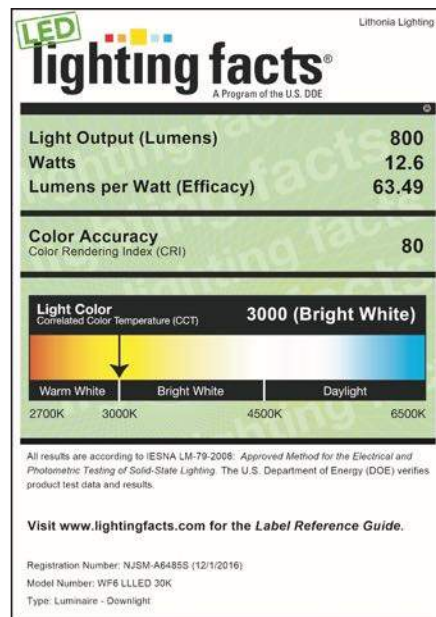 Lithonia Lighting
LED
lighting facts®
A Program of the U.S. DOE
Light Output (Lumens) 800
Watts 12.6
Lumens per Watt (Efficacy) 63.49
Color Accuracy
Color Rendering Index (CRI) 80
Light Color
Correlated Color Temperature (CCT) 3000 (Bright White)
Warm White Bright White Daylight
2700K 3000K 4500K 6500K
All results are according to IESNA LM-79-2008: Approved Method for the Electrical and
Photometric Testing of Solid-State Lighting. The U.S. Department of Energy (DOE) verifies
product test data and results.
Visit www.lightingfacts.com for the Label Reference Guide.
Registration Number: NJSM-A6485S (12/1/2016)
Model Number: WF6 LLLED 30K
Type: Luminaire - Downlight